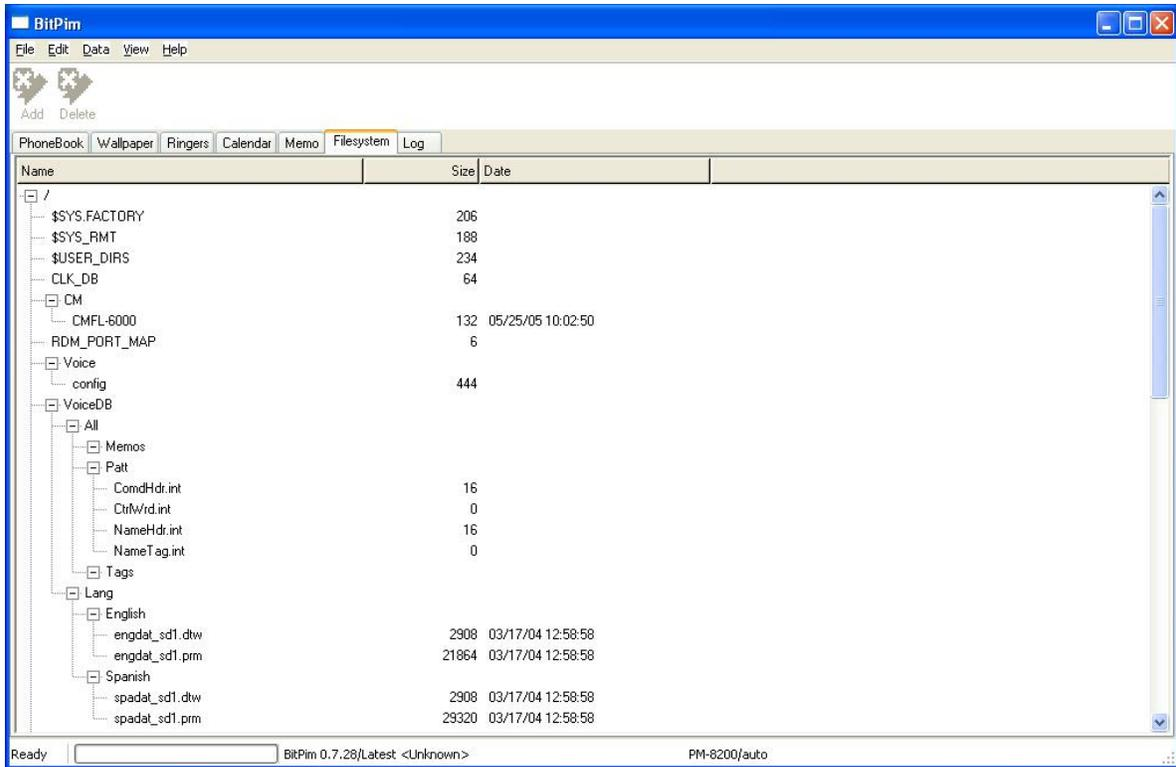 BitPim
File Edit Data View Help
Add Delete
PhoneBook Wallpaper Ringers Calendar Memo Filesystem Log
Name Size Date
/
$SYS.FACTORY 206
$SYS_RMT 188
$USER_DIRS 234
CLK_DB 64
CM
CMFL-6000 132 05/25/05 10:02:50
RDM_PORT_MAP 6
Voice
config 444
VoiceDB
All
Memos
Patt
ComdHdr.int 16
CtrlWrd.int 0
NameHdr.int 16
NameTag.int 0
Tags
Lang
English
engdat_sd1.dtw 2908 03/17/04 12:58:58
engdat_sd1.prm 21864 03/17/04 12:58:58
Spanish
spadat_sd1.dtw 2908 03/17/04 12:58:58
spadat_sd1.prm 29320 03/17/04 12:58:58
Ready BitPim 0.7.28/Latest <Unknown> PM-8200/auto